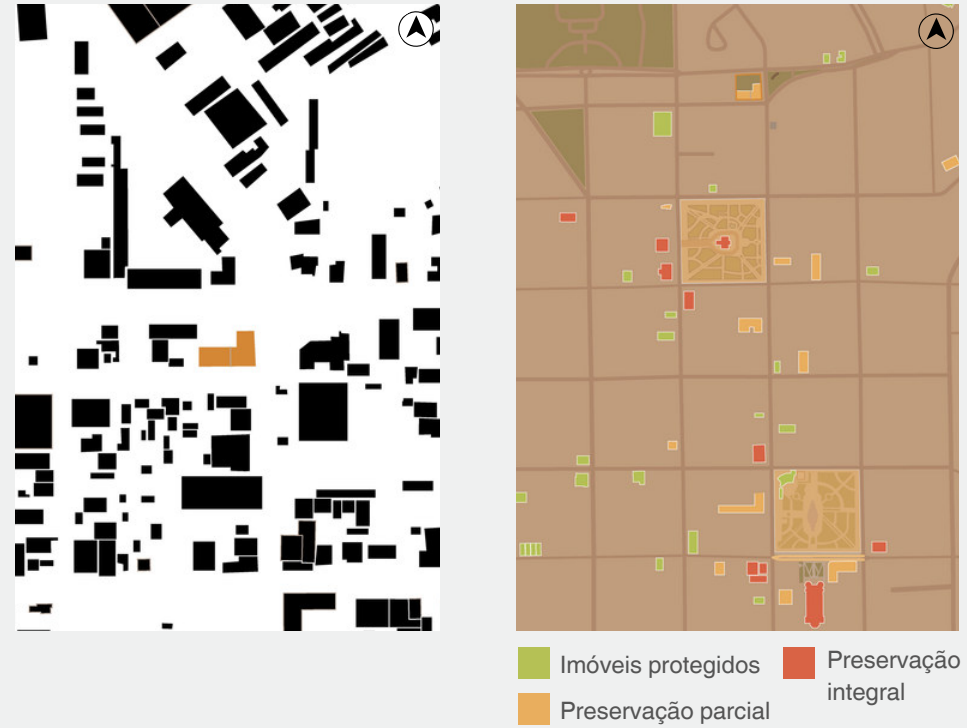 Imóveis protegidos
Preservação parcial
Preservação
integral